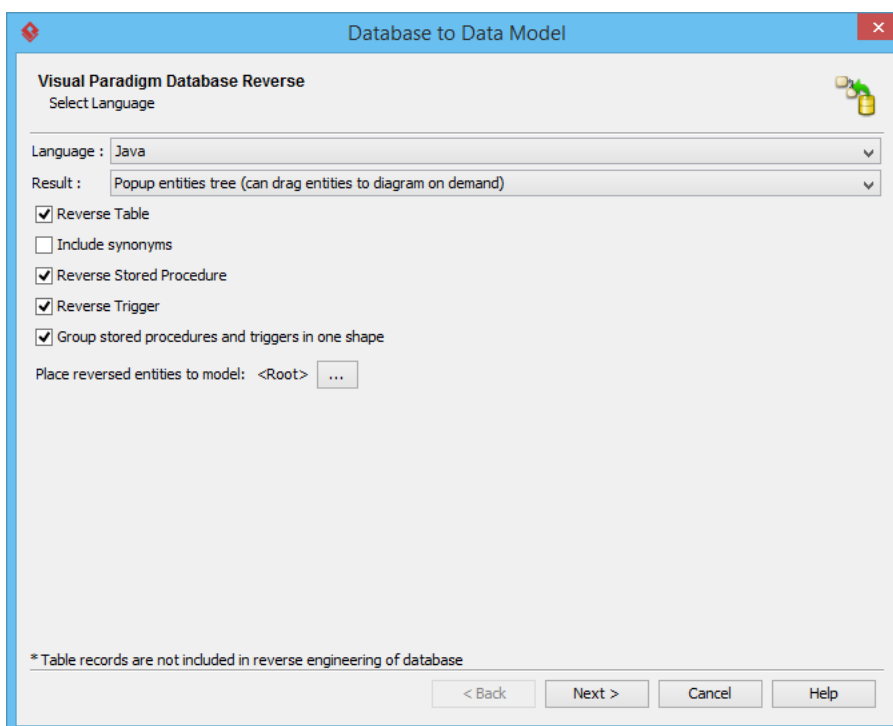 Database to Data Model
Visual Paradigm Database Reverse
Select Language
Language : Java
Result : Popup entities tree (can drag entities to diagram on demand)
Reverse Table
Include synonyms
Reverse Stored Procedure
Reverse Trigger
Group stored procedures and triggers in one shape
Place reversed entities to model: <Root> ...
* Table records are not included in reverse engineering of database
< Back Next > Cancel Help